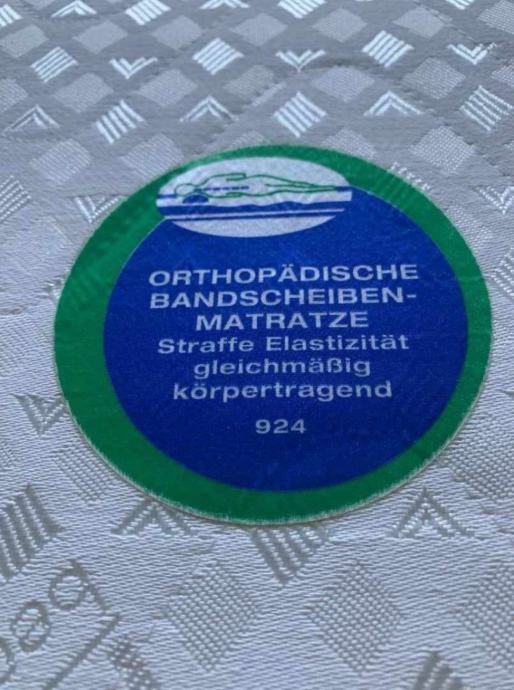 ORTHOPÄDISCHE
BANDSCHEIBEN-
MATRATZE
Straffe Elastizität
gleichmäßig
körpertragend
924